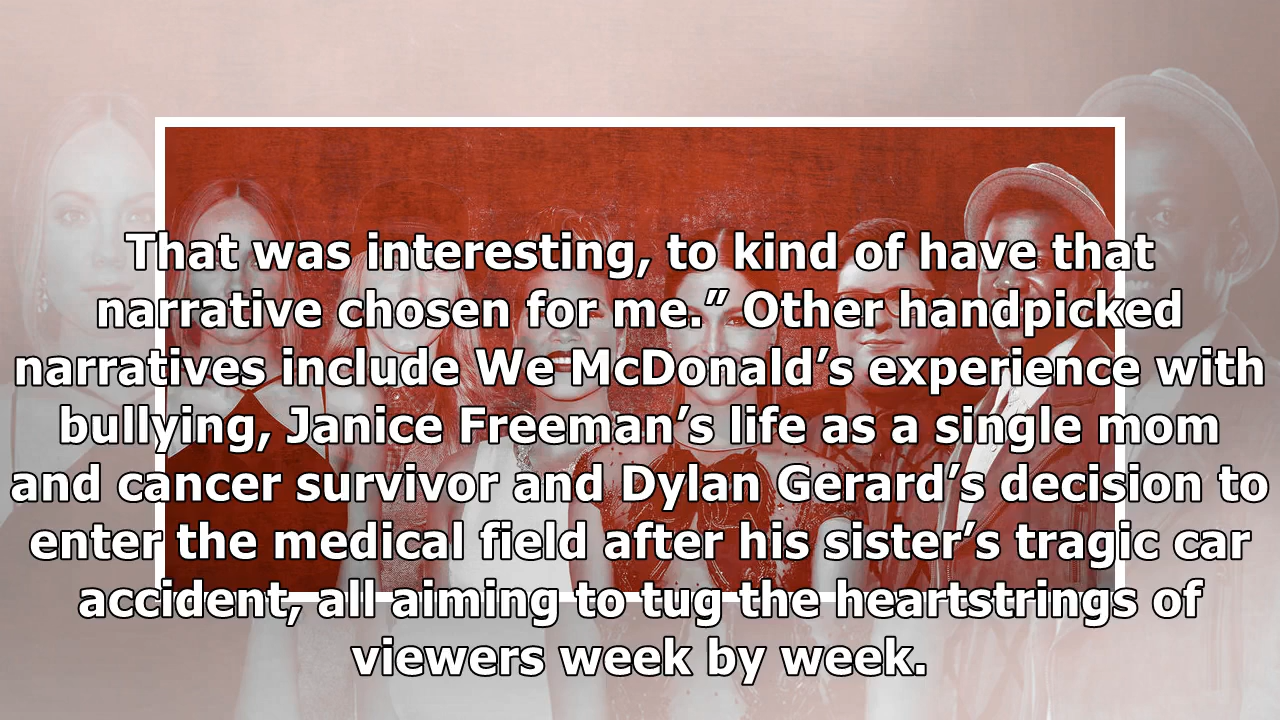 That was interesting, to kind of have that
narrative chosen for me.” Other handpicked
narratives include We McDonald’s experience with
bullying, Janice Freeman’s life as a single mom
and cancer survivor and Dylan Gerard’s decision to
enter the medical field after his sister’s tragic car
accident, all aiming to tug the heartstrings of
viewers week by week.